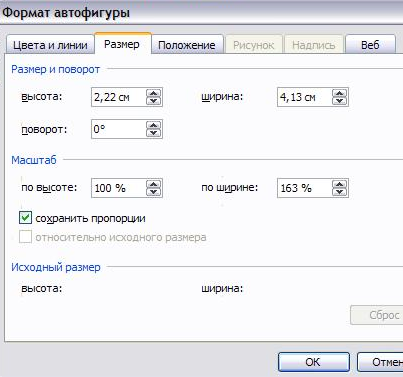 Формат автофигуры
Цвета и линии Размер Положение Рисунок Надпись Веб
Размер и поворот
высота: 2,22 см ширина: 4,13 см
поворот: 0°
Масштаб
по высоте: 100 % по ширине: 163 %
сохранить пропорции
относительно исходного размера
Исходный размер
высота: ширина:
Сброс
ОК Отмен